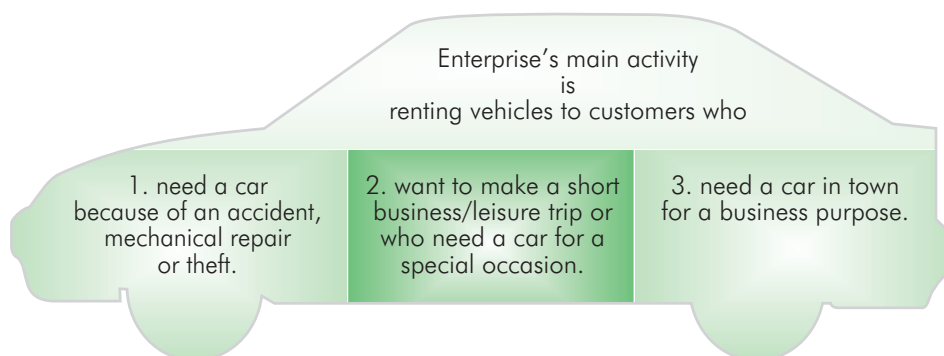 Enterprise’s main activity
is
renting vehicles to customers who
1. need a car
because of an accident,
mechanical repair
or theft.
2. want to make a short
business/leisure trip or
who need a car for a
special occasion.
3. need a car in town
for a business purpose.